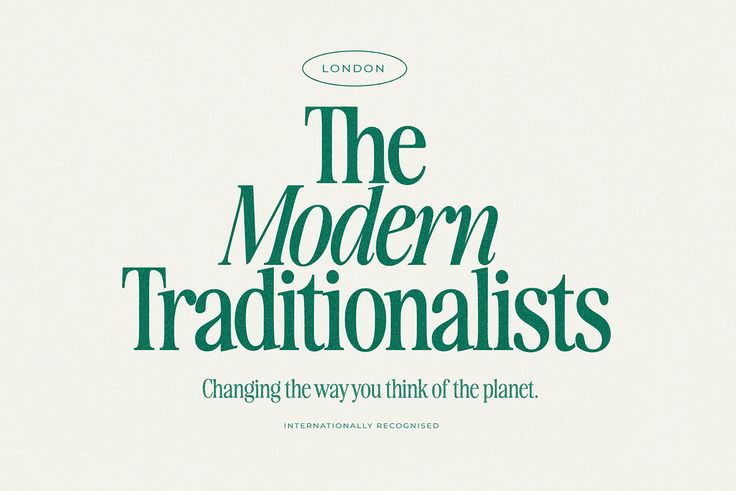 LONDON
The
Modern
Traditionalists
Changing the way you think of the planet.
INTERNATIONALLY RECOGNISED